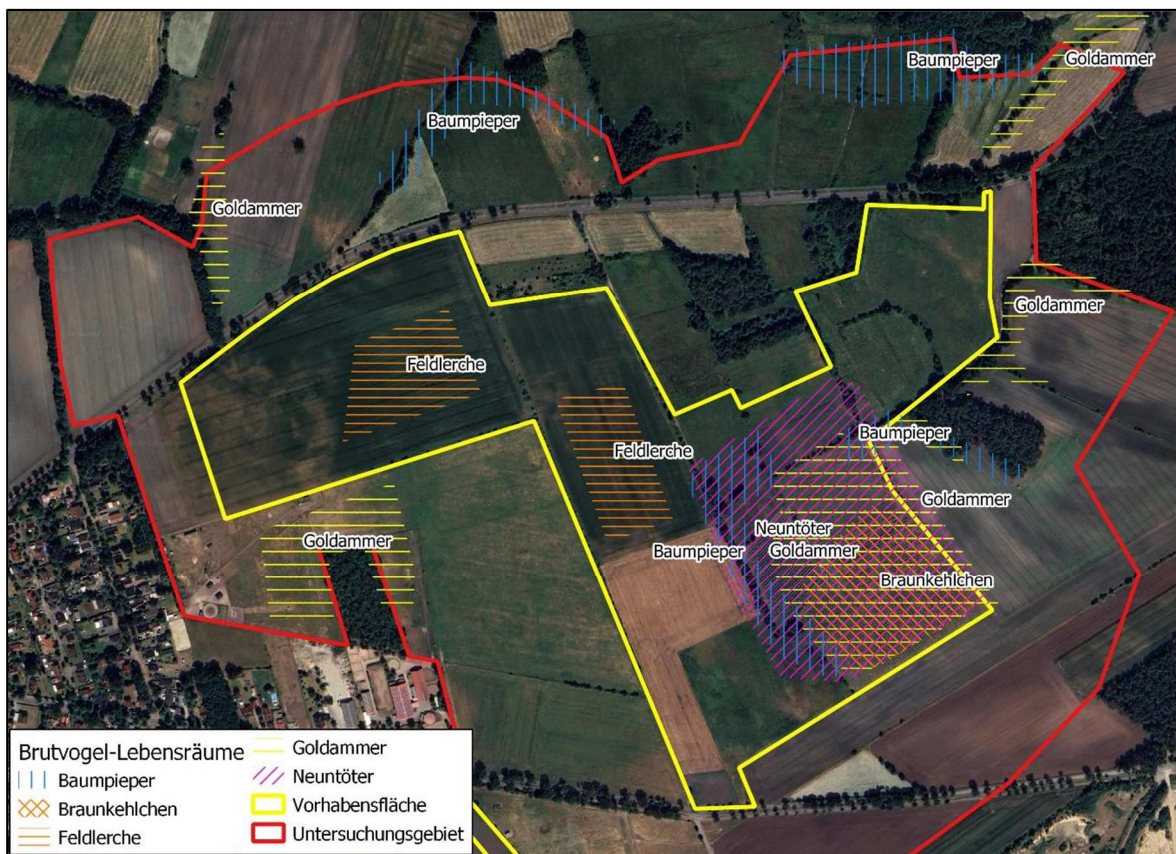 Baumpieper
Goldammer
Baumpieper
Goldammer
Goldammer
Feldlerche
Baumpieper
Feldlerche
Goldammer
Neuntöter
Goldammer
Baumpieper
Goldammer
Braunkehlchen
Brutvogel-Lebensräume
Baumpieper
Braunkehlchen
Feldlerche
Goldammer
Neuntöter
Vorhabensfläche
Untersuchungsgebiet